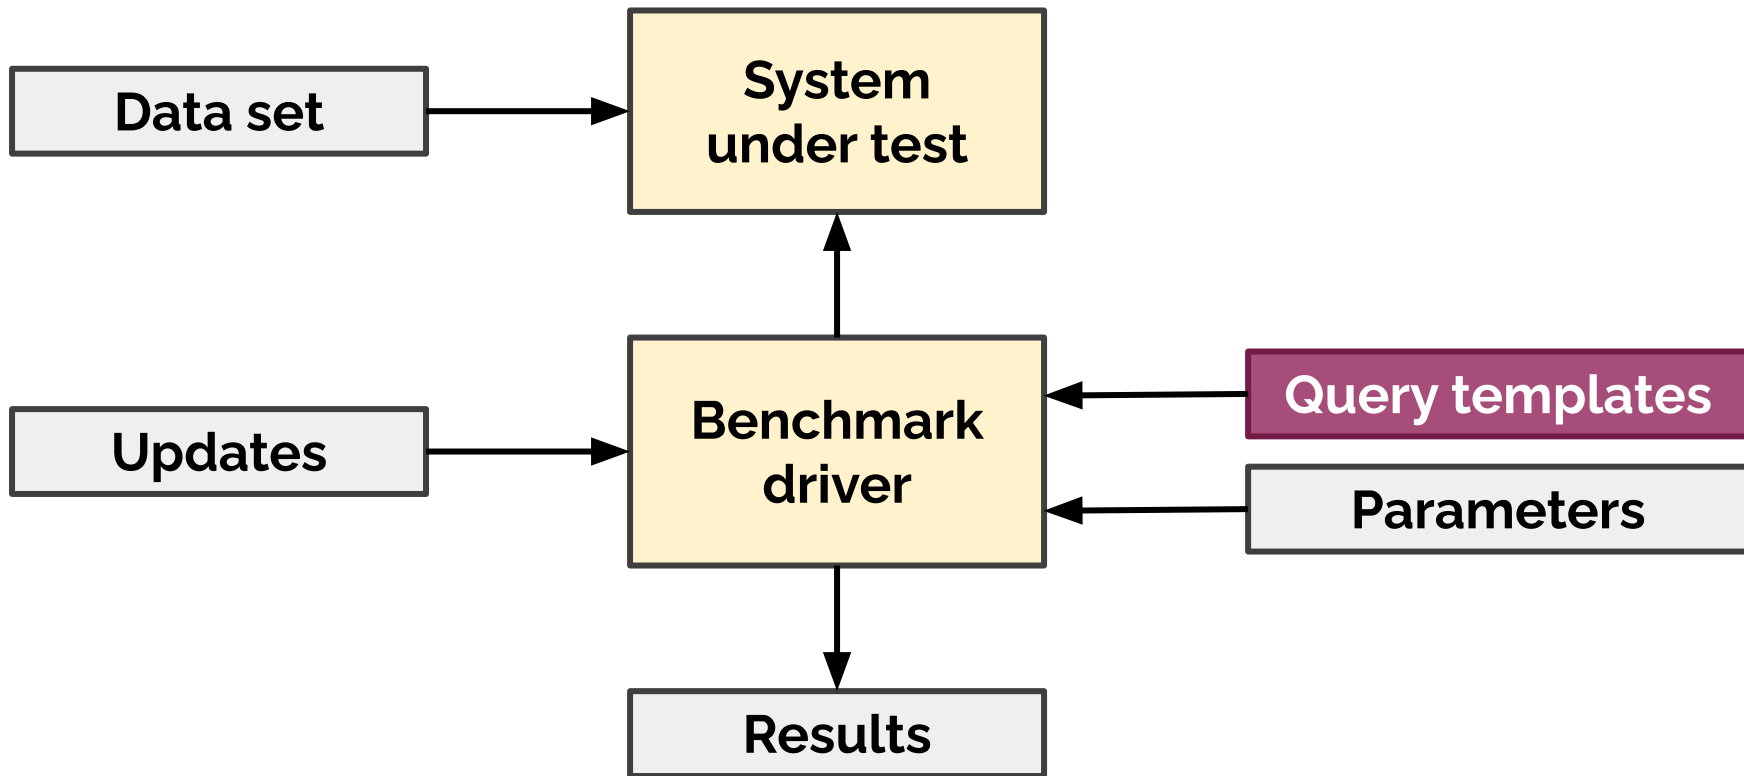 System
under test
Data set
Benchmark
driver
Query templates
Updates
Parameters
Results